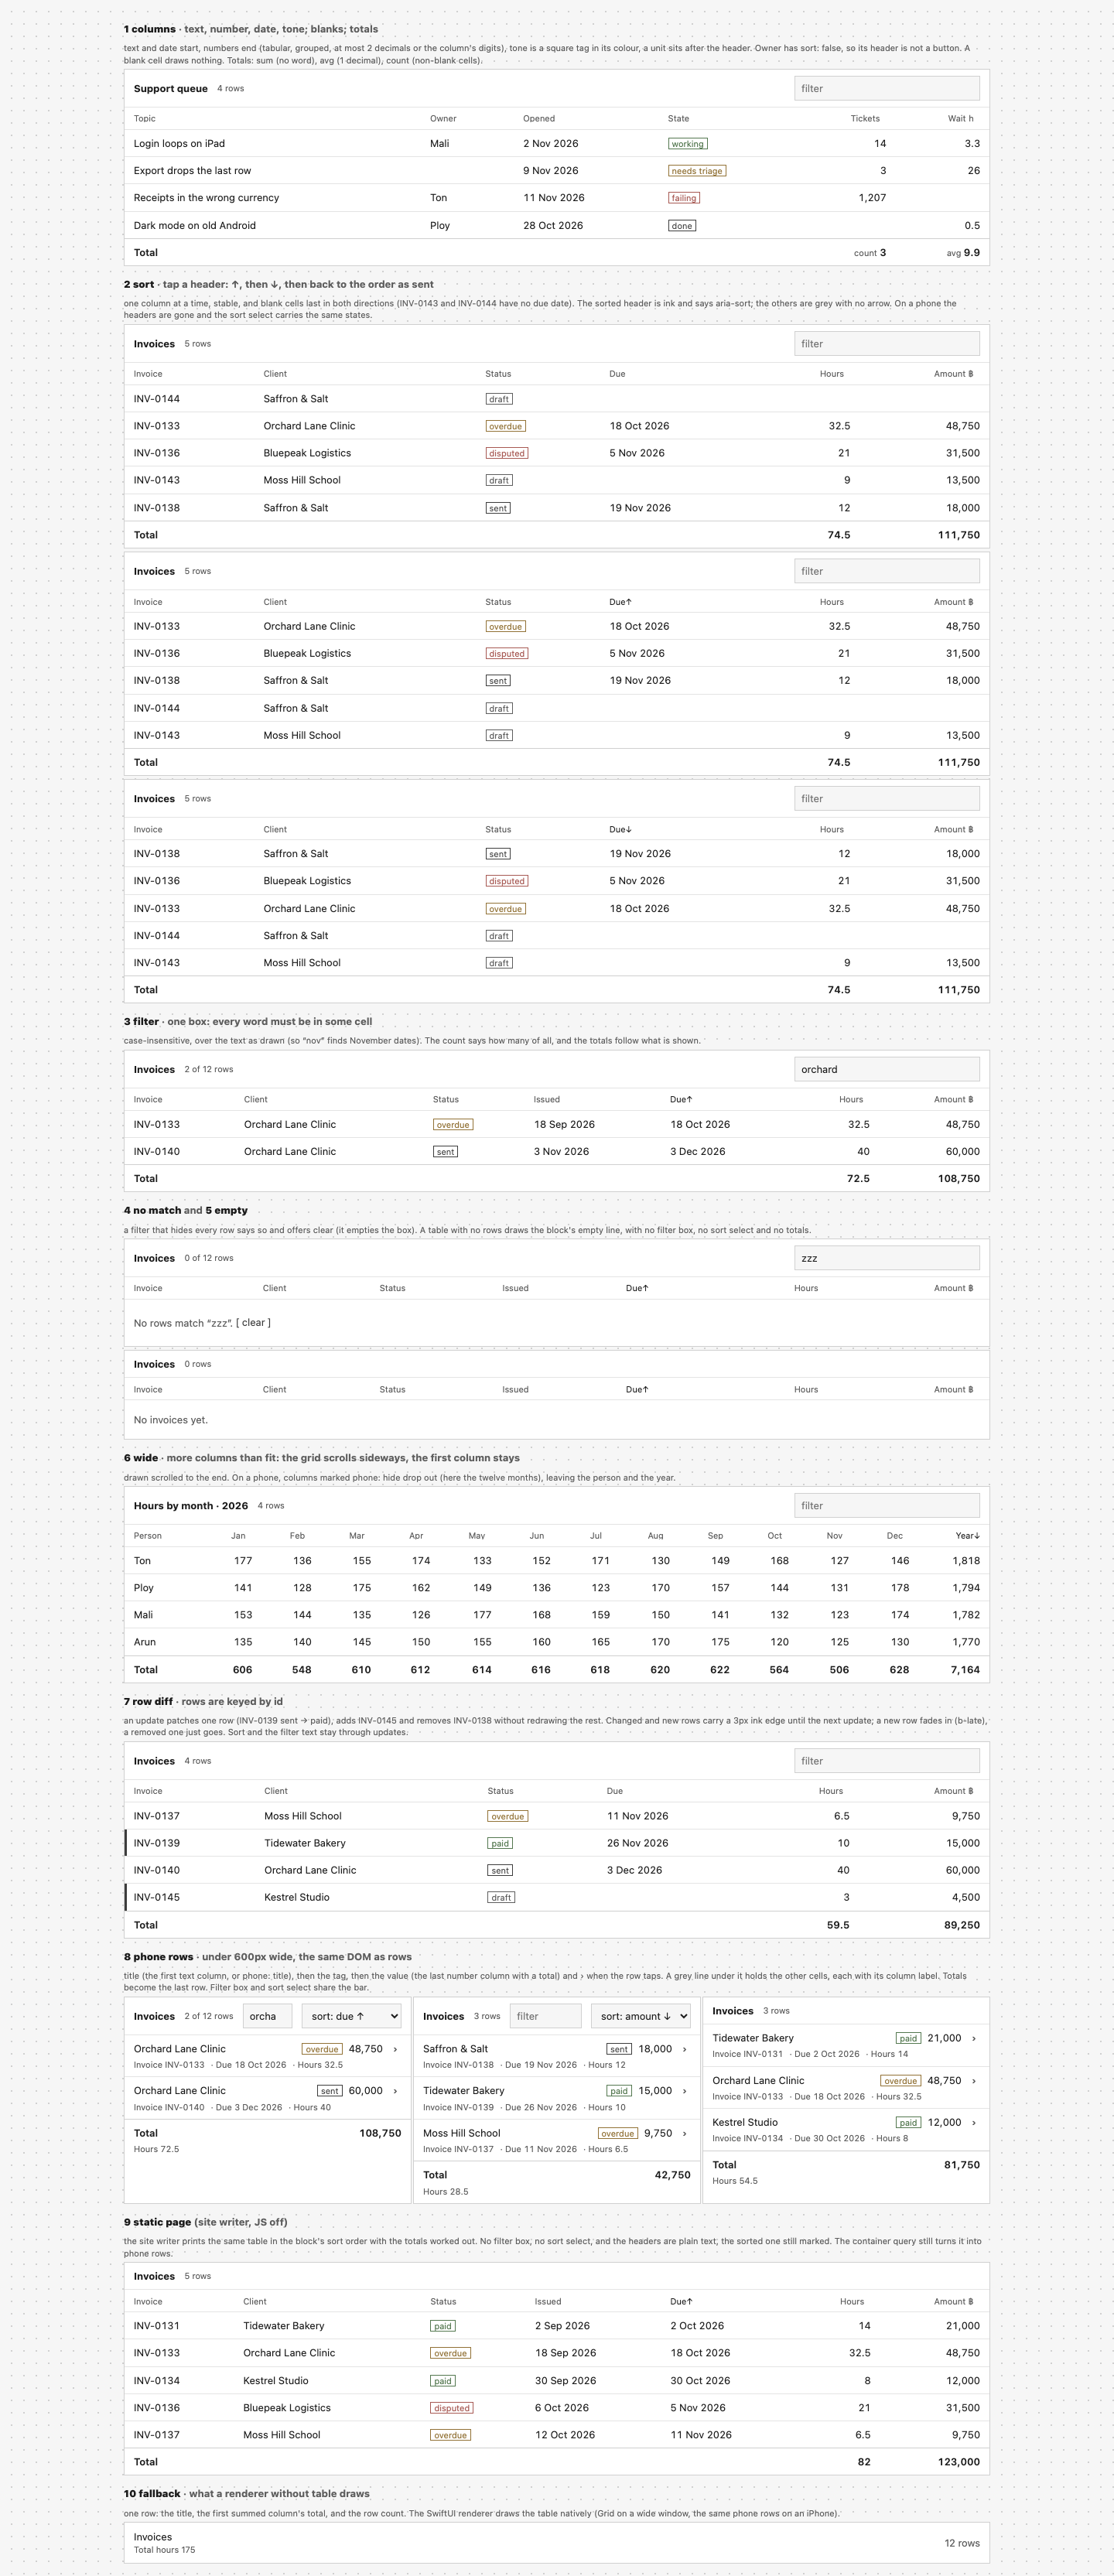 1 columns · text, number, date, tone; blanks; totals
text and date start, numbers end (tabular, grouped, at most 2 decimals or the column's digits), tone is a square tag in its colour, a unit sits after the header. Owner has sort: false, so its header is not a button. A
blank cell draws nothing. Totals: sum (no word), avg (1 decimal), count (non-blank cells).
Support queue 4 rows filter
Topic Owner Opened State Tickets Wait h
Login loops on iPad Mali 2 Nov 2026 working 14 3.3
Export drops the last row 9 Nov 2026 needs triage 3 26
Receipts in the wrong currency Ton 11 Nov 2026 failing 1,207
Dark mode on old Android Ploy 28 Oct 2026 done 0.5
Total count 3 avg 9.9
2 sort · tap a header: ↑, then ↓, then back to the order as sent
one column at a time, stable, and blank cells last in both directions (INV-0143 and INV-0144 have no due date). The sorted header is ink and says aria-sort; the others are grey with no arrow. On a phone the
headers are gone and the sort select carries the same states.
Invoices 5 rows filter
Invoice Client Status Due Hours Amount ฿
INV-0144 Saffron & Salt draft
INV-0133 Orchard Lane Clinic overdue 18 Oct 2026 32.5 48,750
INV-0136 Bluepeak Logistics disputed 5 Nov 2026 21 31,500
INV-0143 Moss Hill School draft 9 13,500
INV-0138 Saffron & Salt sent 19 Nov 2026 12 18,000
Total 74.5 111,750
Invoices 5 rows filter
Invoice Client Status Due↑ Hours Amount ฿
INV-0133 Orchard Lane Clinic overdue 18 Oct 2026 32.5 48,750
INV-0136 Bluepeak Logistics disputed 5 Nov 2026 21 31,500
INV-0138 Saffron & Salt sent 19 Nov 2026 12 18,000
INV-0144 Saffron & Salt draft
INV-0143 Moss Hill School draft 9 13,500
Total 74.5 111,750
Invoices 5 rows filter
Invoice Client Status Due↓ Hours Amount ฿
INV-0138 Saffron & Salt sent 19 Nov 2026 12 18,000
INV-0136 Bluepeak Logistics disputed 5 Nov 2026 21 31,500
INV-0133 Orchard Lane Clinic overdue 18 Oct 2026 32.5 48,750
INV-0144 Saffron & Salt draft
INV-0143 Moss Hill School draft 9 13,500
Total 74.5 111,750
3 filter · one box: every word must be in some cell
case-insensitive, over the text as drawn (so "nov" finds November dates). The count says how many of all, and the totals follow what is shown.
Invoices 2 of 12 rows orchard
Invoice Client Status Issued Due↑ Hours Amount ฿
INV-0133 Orchard Lane Clinic overdue 18 Sep 2026 18 Oct 2026 32.5 48,750
INV-0140 Orchard Lane Clinic sent 3 Nov 2026 3 Dec 2026 40 60,000
Total 72.5 108,750
4 no match and 5 empty
a filter that hides every row says so and offers clear (it empties the box). A table with no rows draws the block's empty line, with no filter box, no sort select and no totals.
Invoices 0 of 12 rows zzz
Invoice Client Status Issued Due↑ Hours Amount ฿
No rows match “zzz”. [ clear ]
Invoices 0 rows
Invoice Client Status Issued Due↑ Hours Amount ฿
No invoices yet.
6 wide · more columns than fit: the grid scrolls sideways, the first column stays
drawn scrolled to the end. On a phone, columns marked phone: hide drop out (here the twelve months), leaving the person and the year.
Hours by month · 2026 4 rows filter
Person Jan Feb Mar Apr May Jun Jul Aug Sep Oct Nov Dec Year↓
Ton 177 136 155 174 133 152 171 130 149 168 127 146 1,818
Ploy 141 128 175 162 149 136 123 170 157 144 131 178 1,794
Mali 153 144 135 126 177 168 159 150 141 132 123 174 1,782
Arun 135 140 145 150 155 160 165 170 175 120 125 130 1,770
Total 606 548 610 612 614 616 618 620 622 564 506 628 7,164
7 row diff · rows are keyed by id
an update patches one row (INV-0139 sent → paid), adds INV-0145 and removes INV-0138 without redrawing the rest. Changed and new rows carry a 3px ink edge until the next update; a new row fades in (b-late),
a removed one just goes. Sort and the filter text stay through updates.
Invoices 4 rows filter
Invoice Client Status Due Hours Amount ฿
INV-0137 Moss Hill School overdue 11 Nov 2026 6.5 9,750
INV-0139 Tidewater Bakery paid 26 Nov 2026 10 15,000
INV-0140 Orchard Lane Clinic sent 3 Dec 2026 40 60,000
INV-0145 Kestrel Studio draft 3 4,500
Total 59.5 89,250
8 phone rows · under 600px wide, the same DOM as rows
title (the first text column, or phone: title), then the tag, then the value (the last number column with a total) and › when the row taps. A grey line under it holds the other cells, each with its column label. Totals
become the last row. Filter box and sort select share the bar.
Invoices 2 of 12 rows orcha sort: due ↑
Orchard Lane Clinic overdue 48,750 ›
Invoice INV-0133 · Due 18 Oct 2026 · Hours 32.5
Orchard Lane Clinic sent 60,000 ›
Invoice INV-0140 · Due 3 Dec 2026 · Hours 40
Total 108,750
Hours 72.5
Invoices 3 rows filter sort: amount ↓
Saffron & Salt sent 18,000 ›
Invoice INV-0138 · Due 19 Nov 2026 · Hours 12
Tidewater Bakery paid 15,000 ›
Invoice INV-0139 · Due 26 Nov 2026 · Hours 10
Moss Hill School overdue 9,750 ›
Invoice INV-0137 · Due 11 Nov 2026 · Hours 6.5
Total 42,750
Hours 28.5
Invoices 3 rows
Tidewater Bakery paid 21,000 ›
Invoice INV-0131 · Due 2 Oct 2026 · Hours 14
Orchard Lane Clinic overdue 48,750 ›
Invoice INV-0133 · Due 18 Oct 2026 · Hours 32.5
Kestrel Studio paid 12,000 ›
Invoice INV-0134 · Due 30 Oct 2026 · Hours 8
Total 81,750
Hours 54.5
9 static page (site writer, JS off)
the site writer prints the same table in the block's sort order with the totals worked out. No filter box, no sort select, and the headers are plain text; the sorted one still marked. The container query still turns it into
phone rows.
Invoices 5 rows
Invoice Client Status Issued Due↑ Hours Amount ฿
INV-0131 Tidewater Bakery paid 2 Sep 2026 2 Oct 2026 14 21,000
INV-0133 Orchard Lane Clinic overdue 18 Sep 2026 18 Oct 2026 32.5 48,750
INV-0134 Kestrel Studio paid 30 Sep 2026 30 Oct 2026 8 12,000
INV-0136 Bluepeak Logistics disputed 6 Oct 2026 5 Nov 2026 21 31,500
INV-0137 Moss Hill School overdue 12 Oct 2026 11 Nov 2026 6.5 9,750
Total 82 123,000
10 fallback · what a renderer without table draws
one row: the title, the first summed column's total, and the row count. The SwiftUI renderer draws the table natively (Grid on a wide window, the same phone rows on an iPhone).
Invoices 12 rows
Total hours 175